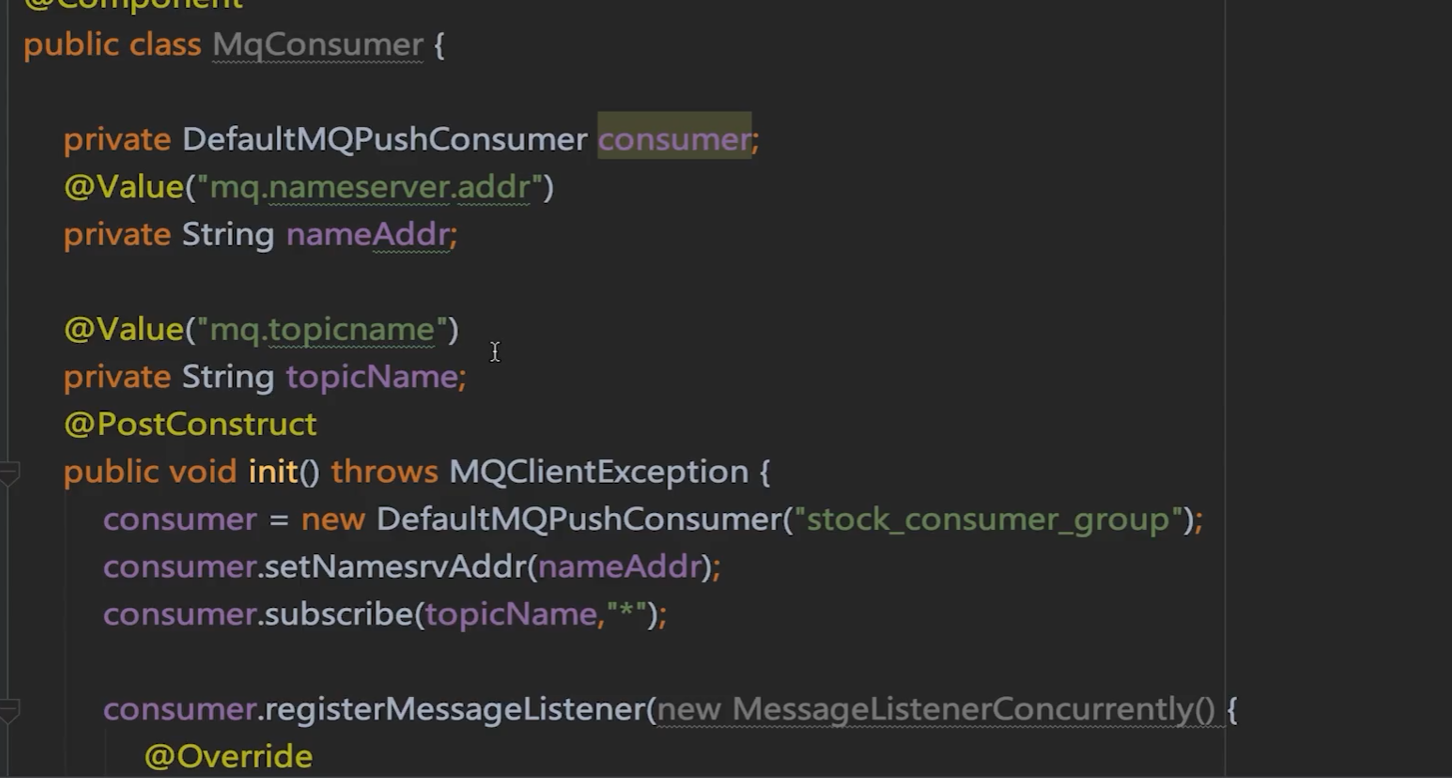 @Component
public class MqConsumer {
private DefaultMQPushConsumer consumer;
@Value("mq.nameserver.addr")
private String nameAddr;
@Value("mq.topicname")
private String topicName;
@PostConstruct
public void init() throws MQClientException {
consumer = new DefaultMQPushConsumer("stock_consumer_group");
consumer.setNamesrvAddr(nameAddr);
consumer.subscribe(topicName,"*");
consumer.registerMessageListener(new MessageListenerConcurrently() {
@Override